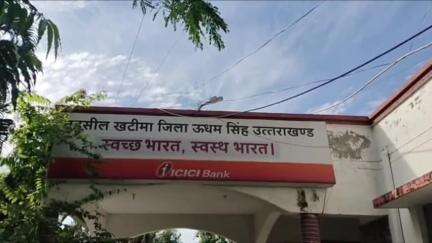 सील खटीमा जिला ऊधम सिंह उत्तराखण्ड
स्वच्छ भारत, स्वस्थ भारत।
ICICI Bank